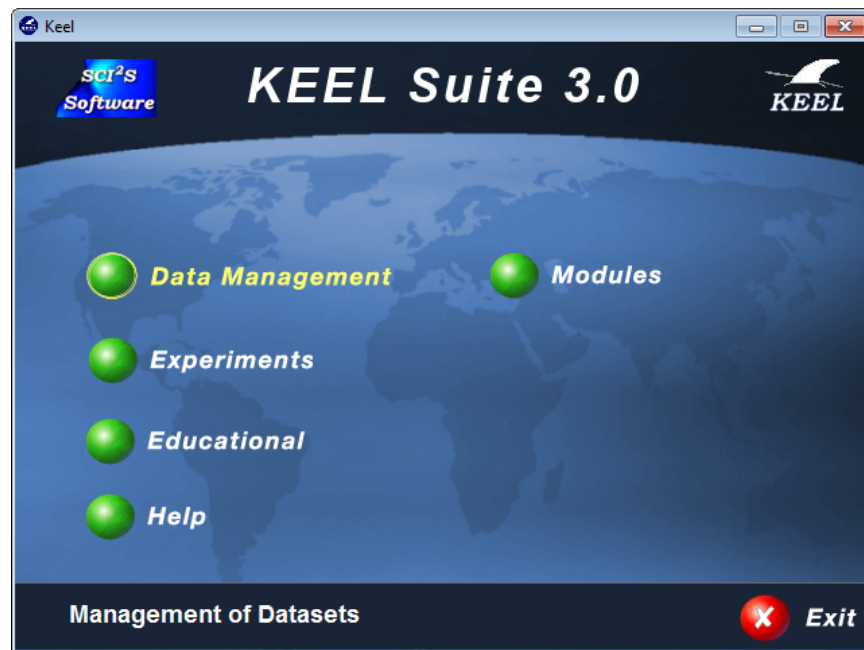 Keel
SCI²S
Software
KEEL Suite 3.0
KEEL
Data Management
Modules
Experiments
Educational
Help
Management of Datasets
Exit